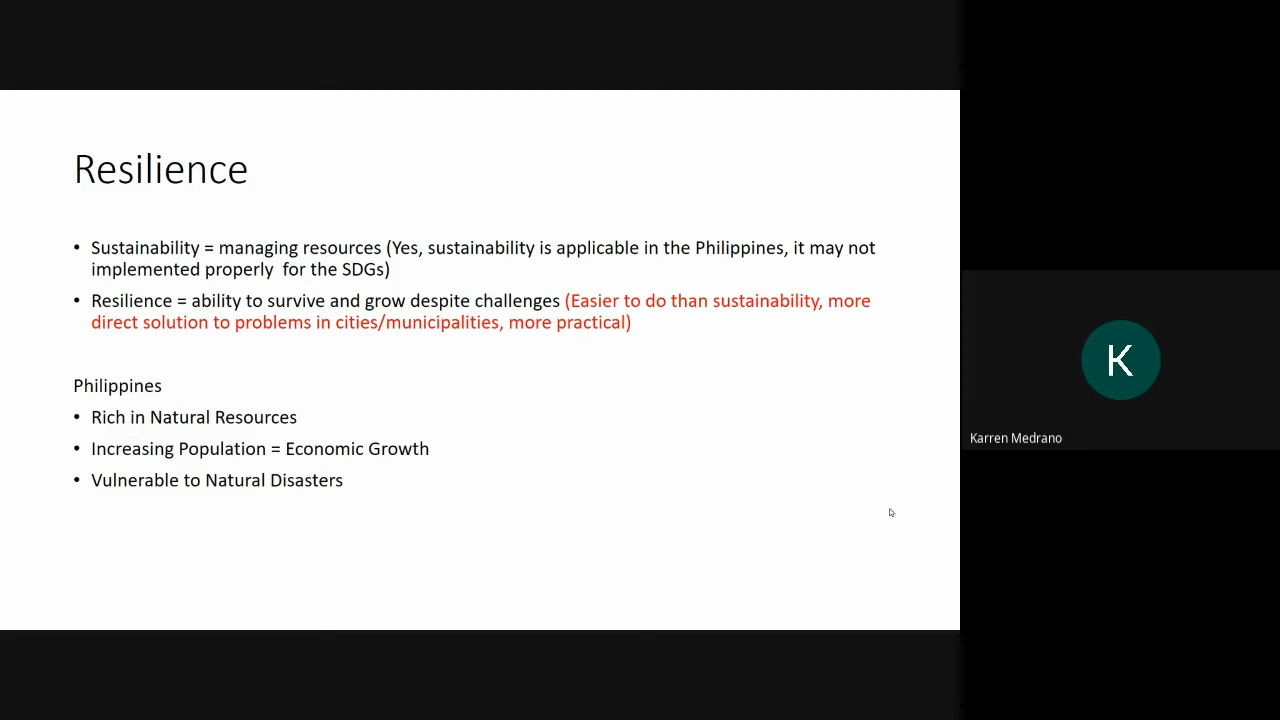 Resilience
• Sustainability = managing resources (Yes, sustainability is applicable in the Philippines, it may not
implemented properly  for the SDGs)
• Resilience = ability to survive and grow despite challenges (Easier to do than sustainability, more
direct solution to problems in cities/municipalities, more practical)
Philippines
• Rich in Natural Resources
• Increasing Population = Economic Growth
• Vulnerable to Natural Disasters
K
Karren Medrano